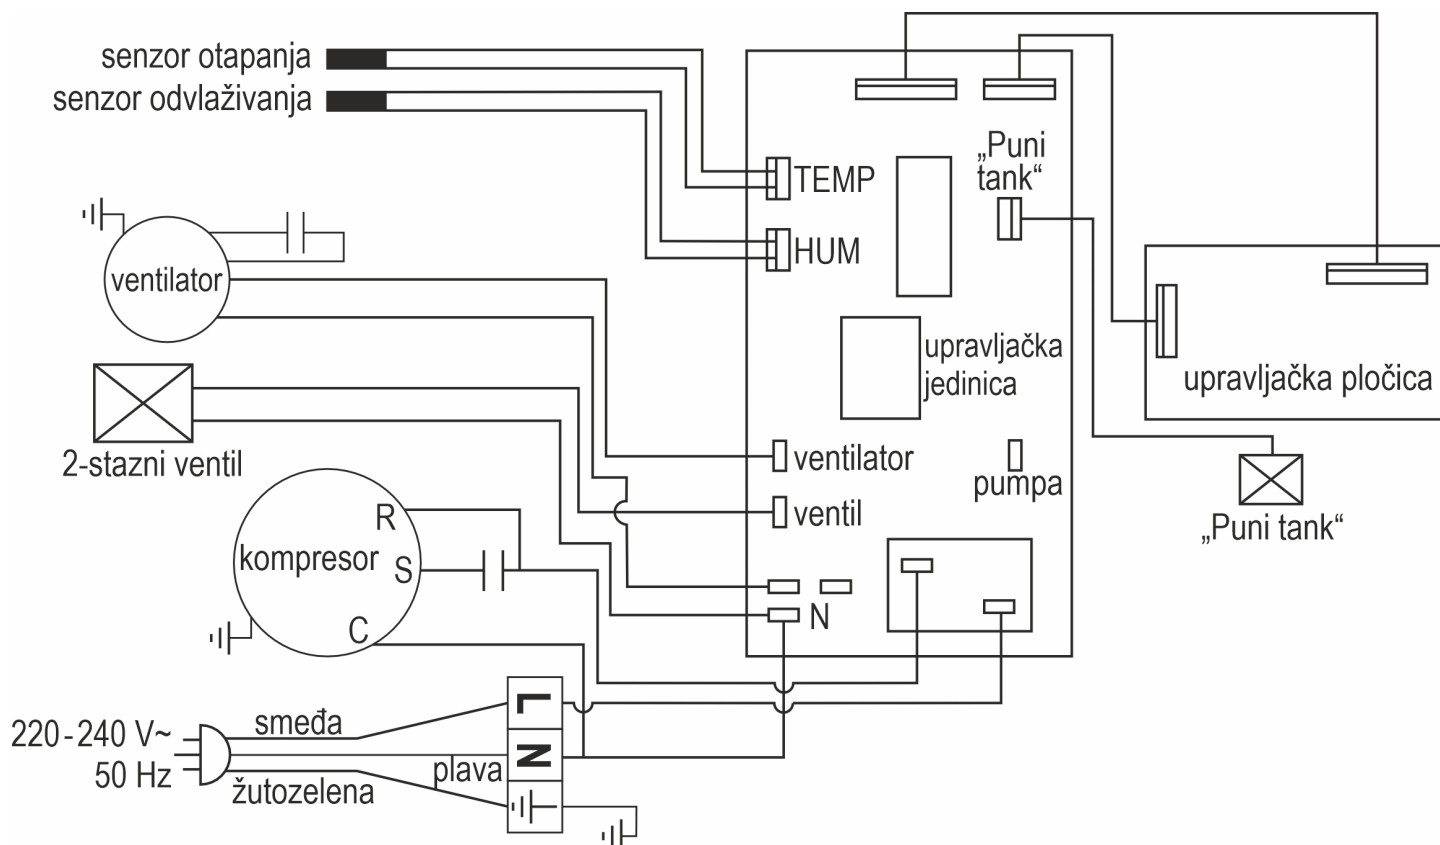 senzor otapanja
senzor odvlaživanja
„Puni
tank“
TEMP
HUM
ventilator
upravljačka
jedinica
upravljačka pločica
2-stazni ventil
ventilator
pumpa
ventil
„Puni tank“
R
kompresor
S
C
N
L
N
220-240 V~
50 Hz
smeđa
plava
žutozelena